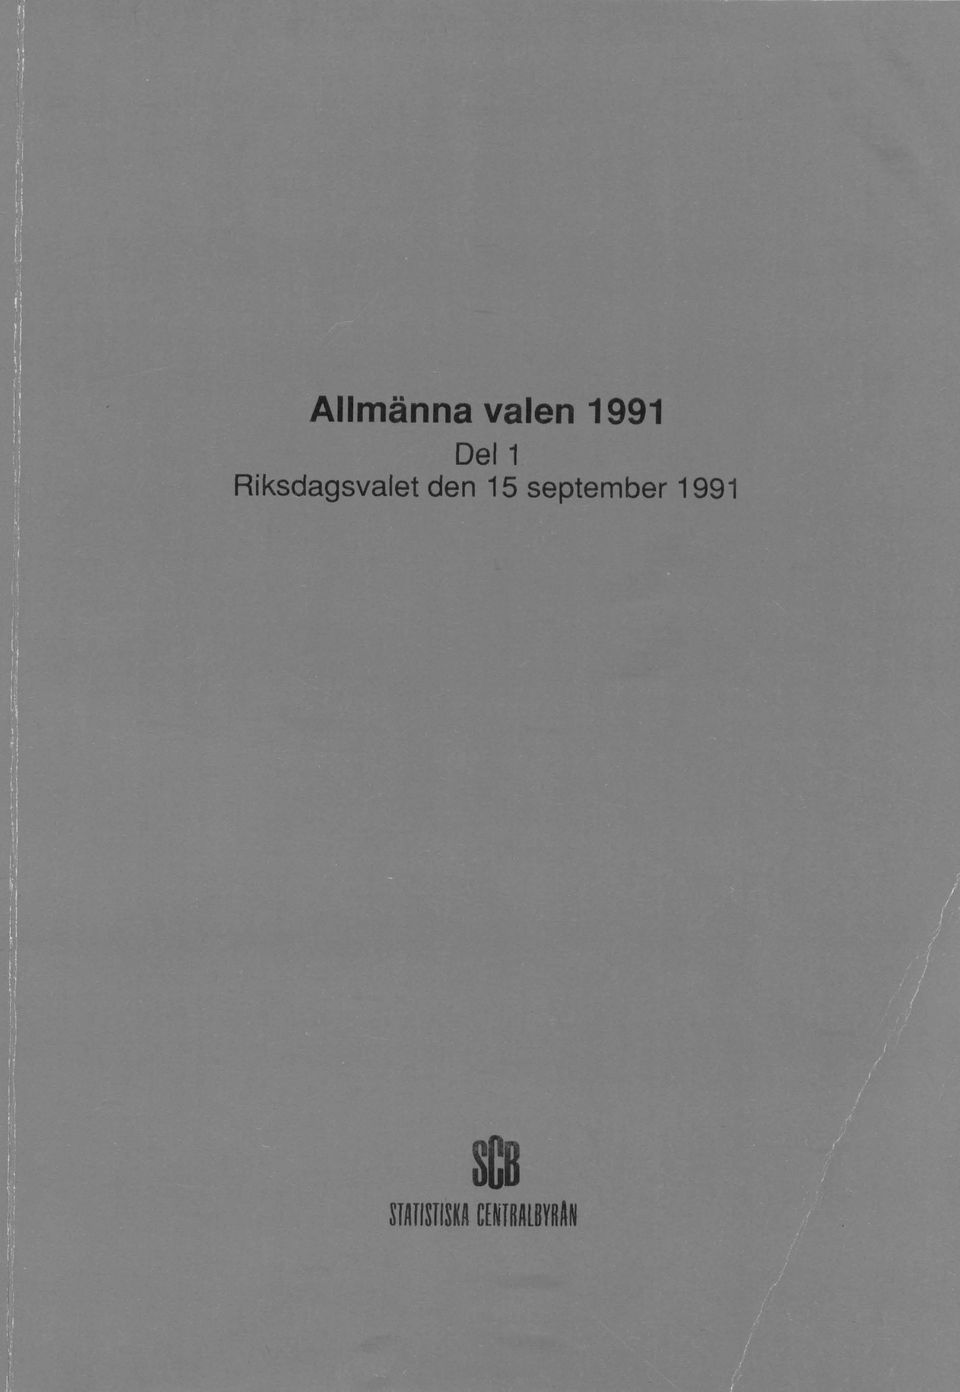 Allmänna valen 1991
Del 1
Riksdagsvalet den 15 september 1991
SCB
STATISTISKA CENTRALBYRÅN